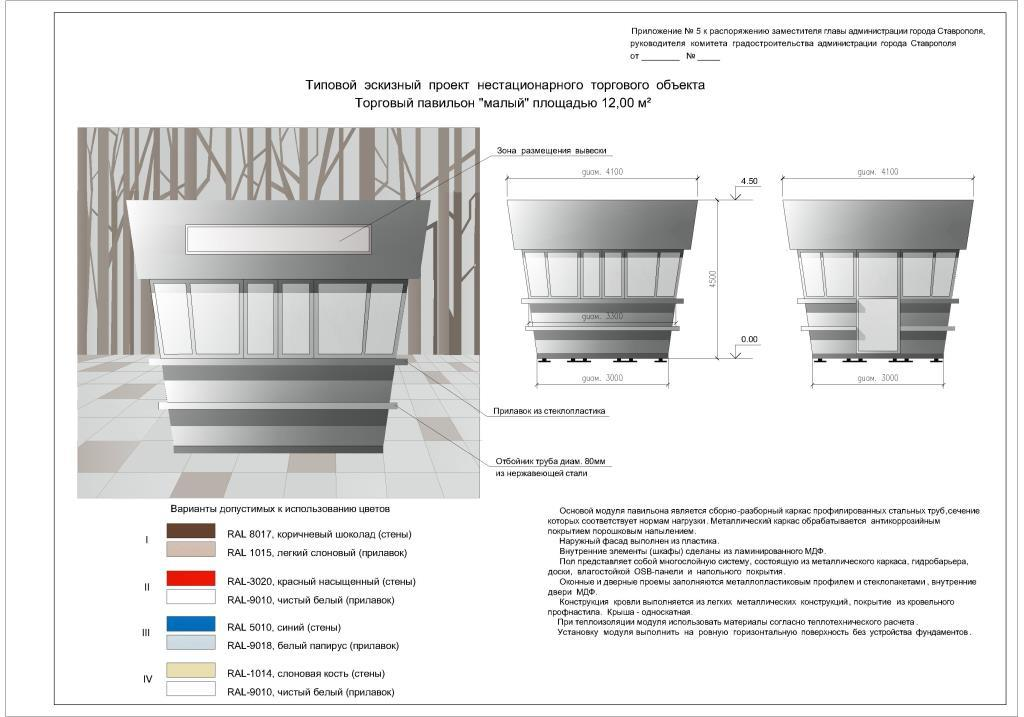 Приложение № 5 к распоряжению заместителя главы администрации города Ставрополя,
руководителя комитета градостроительства администрации города Ставрополя
от ________ № _____
Типовой эскизный проект нестационарного торгового объекта
Торговый павильон "малый" площадью 12,00 м²
Зона размещения вывески
диам. 4100
4.50
диам. 4100
4500
диам. 3300
0.00
диам. 3000
диам. 3000
Прилавок из стеклопластика
Отбойник труба диам. 80мм
из нержавеющей стали
Варианты допустимых к использованию цветов
I
RAL 8017, коричневый шоколад (стены)
RAL 1015, легкий слоновый (прилавок)
II
RAL-3020, красный насыщенный (стены)
RAL-9010, чистый белый (прилавок)
III
RAL 5010, синий (стены)
RAL-9018, белый папирус (прилавок)
IV
RAL-1014, слоновая кость (стены)
RAL-9010, чистый белый (прилавок)
Основой модуля павильона является сборно-разборный каркас профилированных стальных труб,сечение
которых соответствует нормам нагрузки. Металлический каркас обрабатывается антикоррозийным
покрытием порошковым напылением.
Наружный фасад выполнен из пластика.
Внутренние элементы (шкафы) сделаны из ламинированного МДФ.
Пол представляет собой многослойную систему, состоящую из металлического каркаса, гидробарьера,
доски, влагостойкой OSB-панели и напольного покрытия.
Оконные и дверные проемы заполняются металлопластиковым профилем и стеклопакетами, внутренние
двери МДФ.
Конструкция кровли выполняется из легких металлических конструкций, покрытие из кровельного
профнастила. Крыша - односкатная.
При теплоизоляции модуля использовать материалы согласно теплотехнического расчета.
Установку модуля выполнить на ровную горизонтальную поверхность без устройства фундаментов.